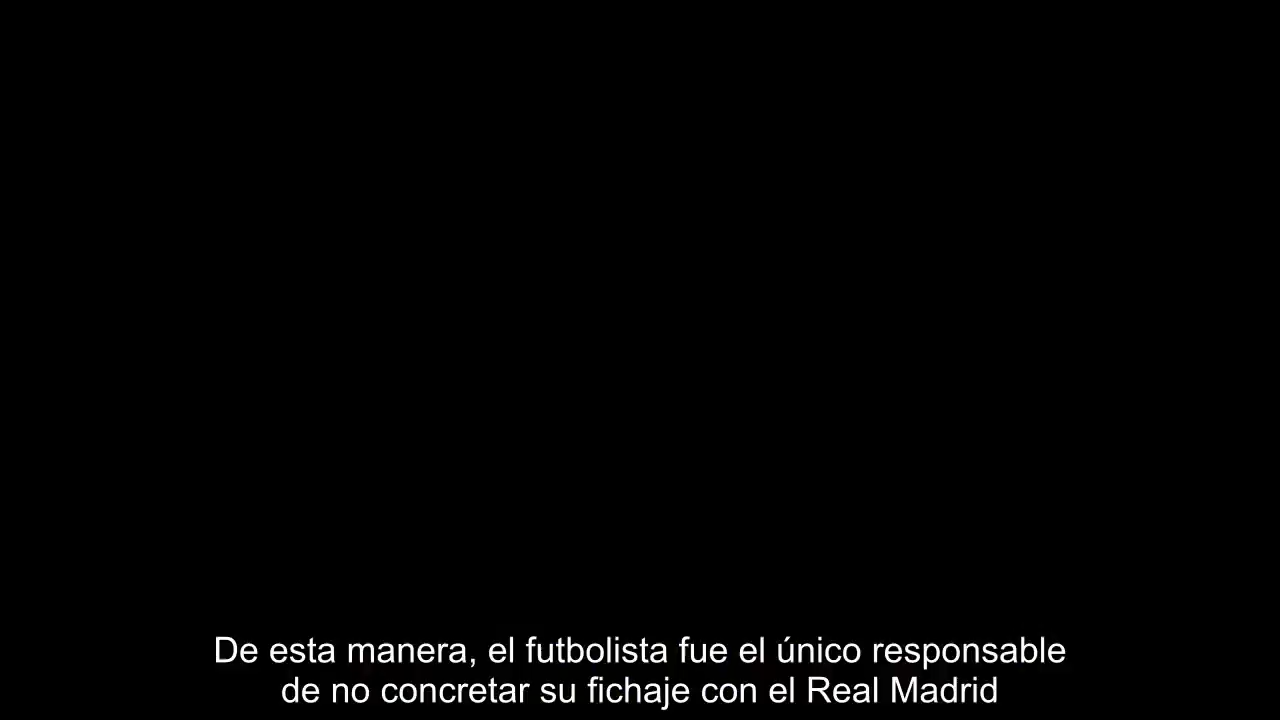 De esta manera, el futbolista fue el único responsable
de no concretar su fichaje con el Real Madrid